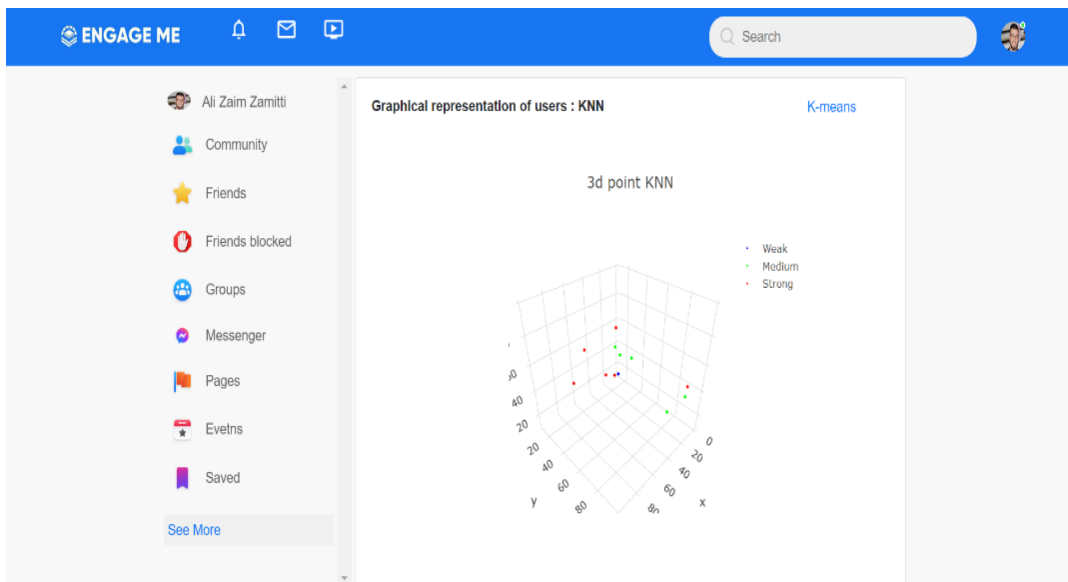 ENGAGE ME
Search
Ali Zaim Zamitti
Community
Friends
Friends blocked
Groups
Messenger
Pages
Evetns
Saved
See More
Graphical representation of users : KNN
K-means
3d point KNN
Weak
Medium
Strong
40
20
20
40
60
80
y
0
20
40
60
80
x